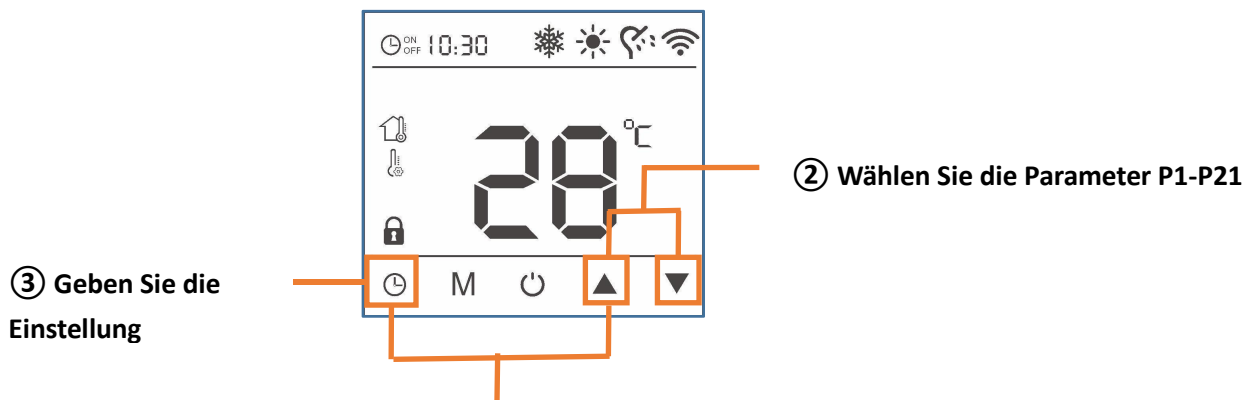 ON
OFF 10:30
28 °C
② Wählen Sie die Parameter P1-P21
③ Geben Sie die
Einstellung
M